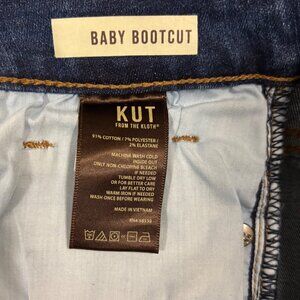 BABY BOOTCUT
KUT
FROM THE KLOTH®
91% COTTON / 7% POLYESTER /
2% ELASTANE
MACHINE WASH COLD
INSIDE OUT
ONLY NON-CHLORINE BLEACH
IF NEEDED
TUMBLE DRY LOW
OR FOR BETTER CARE
LAY FLAT TO DRY
WARM IRON IF NEEDED
WASH ONCE BEFORE WEARING
MADE IN VIETNAM